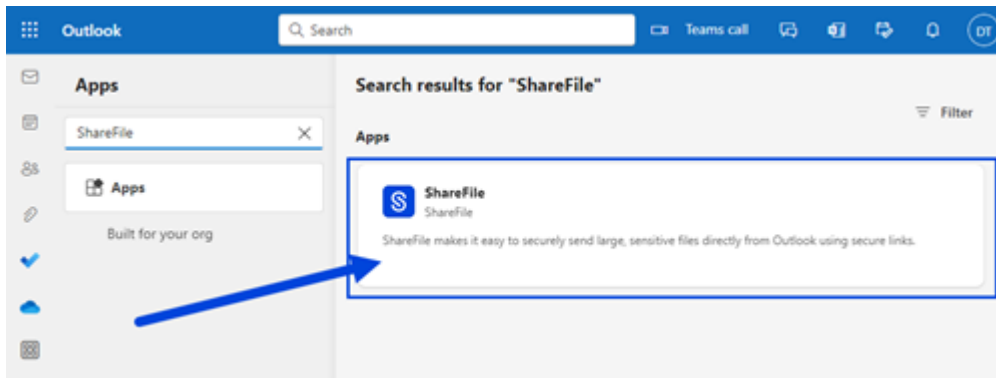 Outlook
Search
Teams call
DT
Apps
ShareFile
Apps
Built for your org
Search results for "ShareFile"
Filter
Apps
ShareFile
ShareFile
ShareFile makes it easy to securely send large, sensitive files directly from Outlook using secure links.